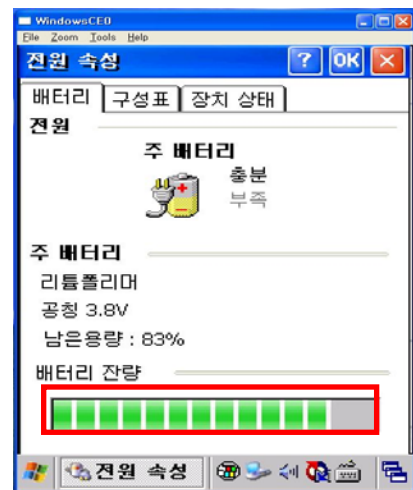 WindowsCE0
File Zoom Tools Help
전원 속성 ? OK ×
배터리 구성표 장치 상태
전원
주 배터리
충분
부족
주 배터리
리튬폴리머
공칭 3.8V
남은용량 : 83%
배터리 잔량
전원 속성